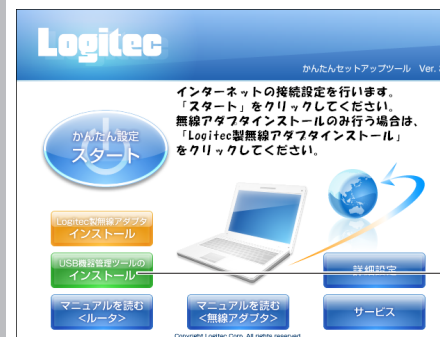 Logitec
かんたんセットアップツール Ver.
インターネットの接続設定を行います。
「スタート」をクリックしてください。
無線アダプタインストールのみ行う場合は、
「Logitec製無線アダプタインストール」
をクリックしてください。
かんたん設定
スタート
Logitec製無線アダプタ
インストール
USB機器管理ツールの
インストール
詳細設定
マニュアルを読む
<ルータ>
マニュアルを読む
<無線アダプタ>
サービス
Copyright Logitec Corp. All rights reserved.